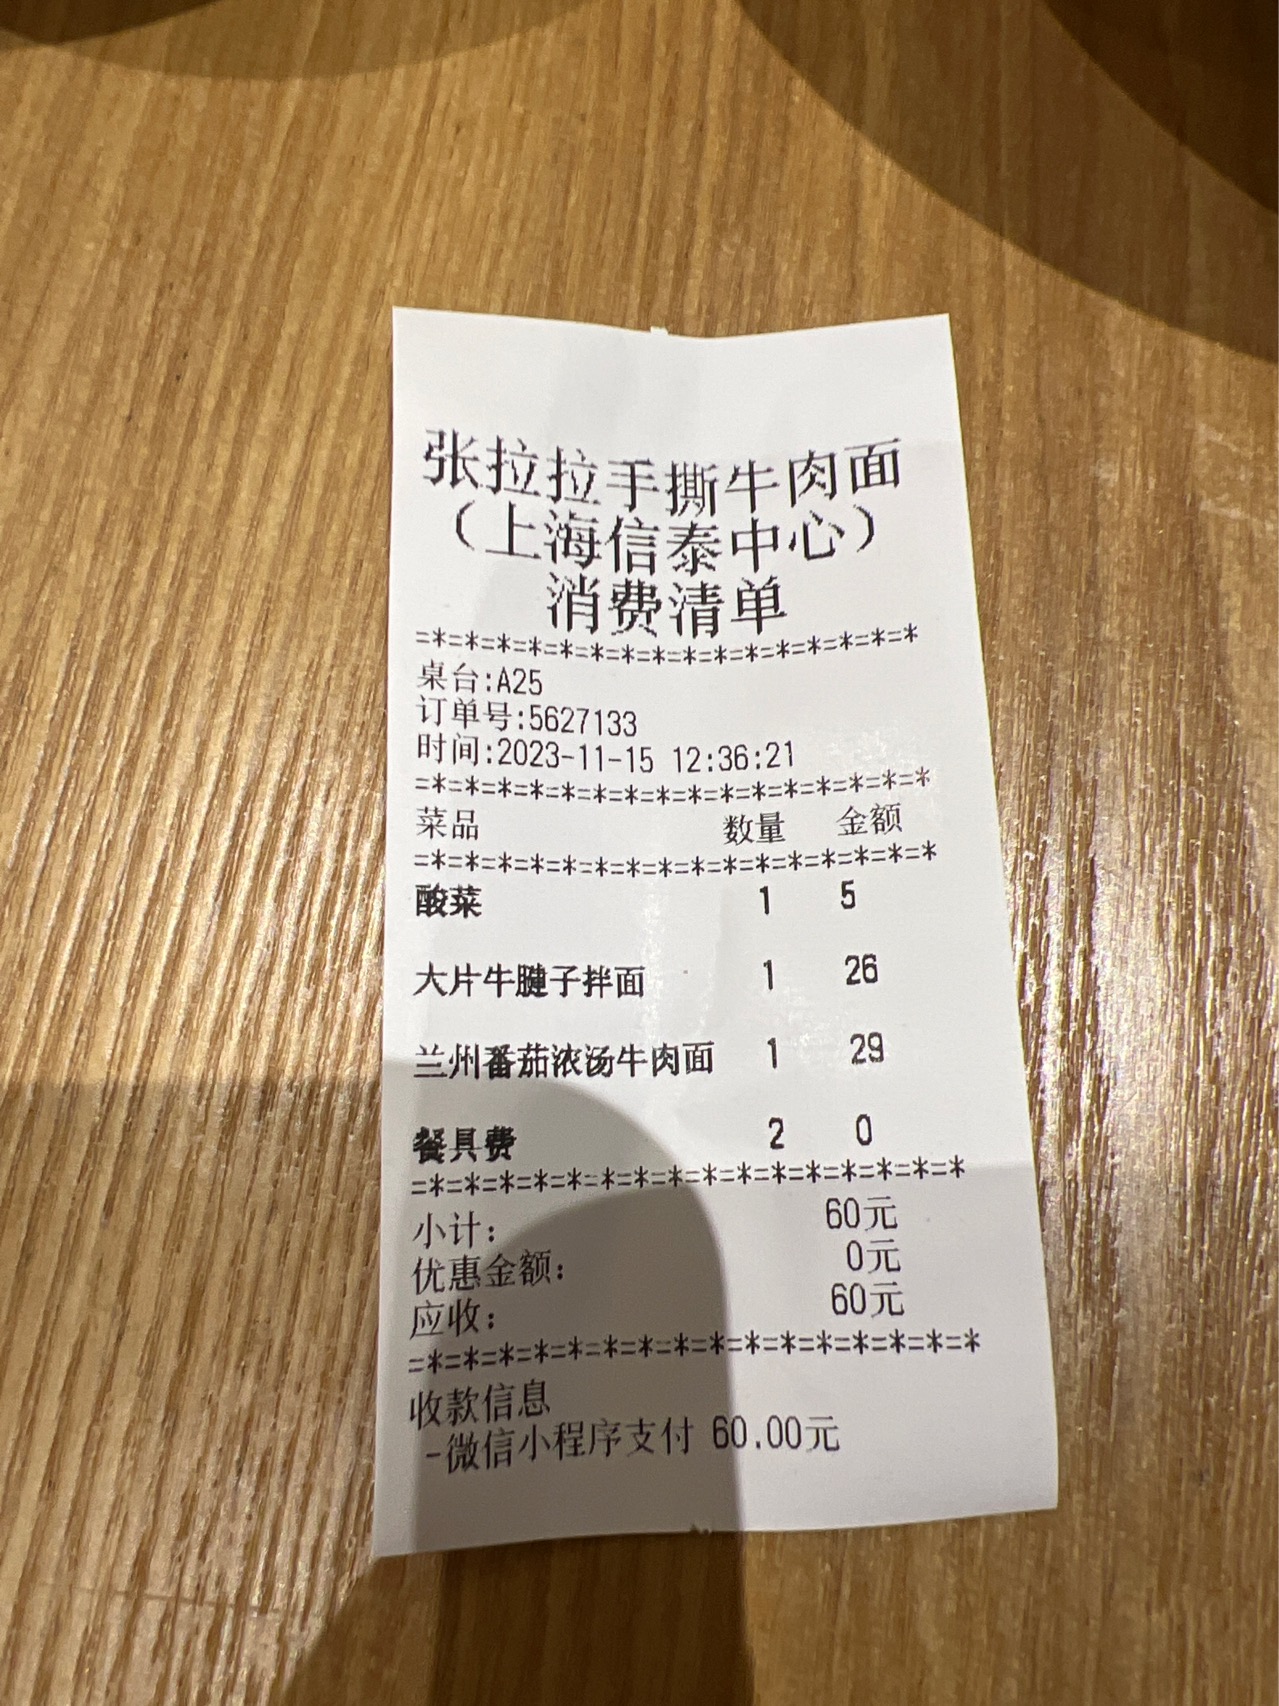 张拉拉手撕牛肉面
（上海信泰中心）
消费清单
=*=*=*=*=*=*=*=*=*=*=*=*=*=*=*=*
桌台:A25
订单号:5627133
时间:2023-11-15 12:36:21
=*=*=*=*=*=*=*=*=*=*=*=*=*=*=*=*
菜品 数量 金额
=*=*=*=*=*=*=*=*=*=*=*=*=*=*=*=*
酸菜 1 5
大片牛腱子拌面 1 26
兰州番茄浓汤牛肉面 1 29
餐具费 2 0
=*=*=*=*=*=*=*=*=*=*=*=*=*=*=*=*
小计: 60元
优惠金额: 0元
应收: 60元
=*=*=*=*=*=*=*=*=*=*=*=*=*=*=*=*
收款信息
-微信小程序支付 60.00元